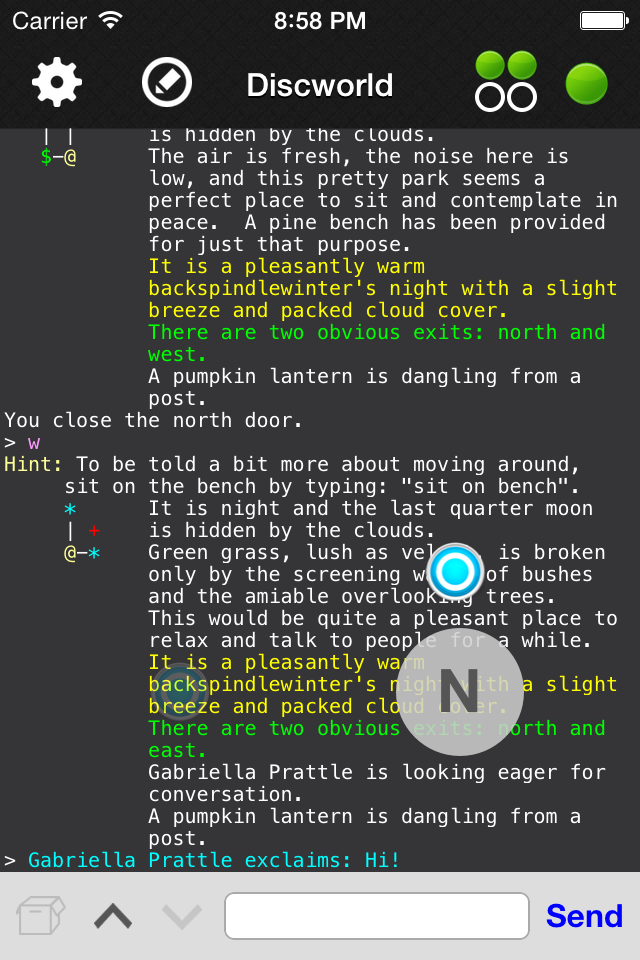 Carrier 8:58 PM
Discworld
| | is hidden by the clouds.
$-@ The air is fresh, the noise here is
low, and this pretty park seems a
perfect place to sit and contemplate in
peace. A pine bench has been provided
for just that purpose.
It is a pleasantly warm
backspindlewinter's night with a slight
breeze and packed cloud cover.
There are two obvious exits: north and
west.
A pumpkin lantern is dangling from a
post.
You close the north door.
> w
Hint: To be told a bit more about moving around,
sit on the bench by typing: "sit on bench".
* It is night and the last quarter moon
| + is hidden by the clouds.
@-* Green grass, lush as is broken
only by the screening of bushes
and the amiable overlooking trees.
This would be quite a pleasant place to
relax and talk to people for a while.
It is a pleasantly warm
backspindlewinter's night with a slight
breeze and packed cloud cover.
There are two obvious exits: north and
east.
Gabriella Prattle is looking eager for
conversation.
A pumpkin lantern is dangling from a
post.
> Gabriella Prattle exclaims: Hi!
N
Send